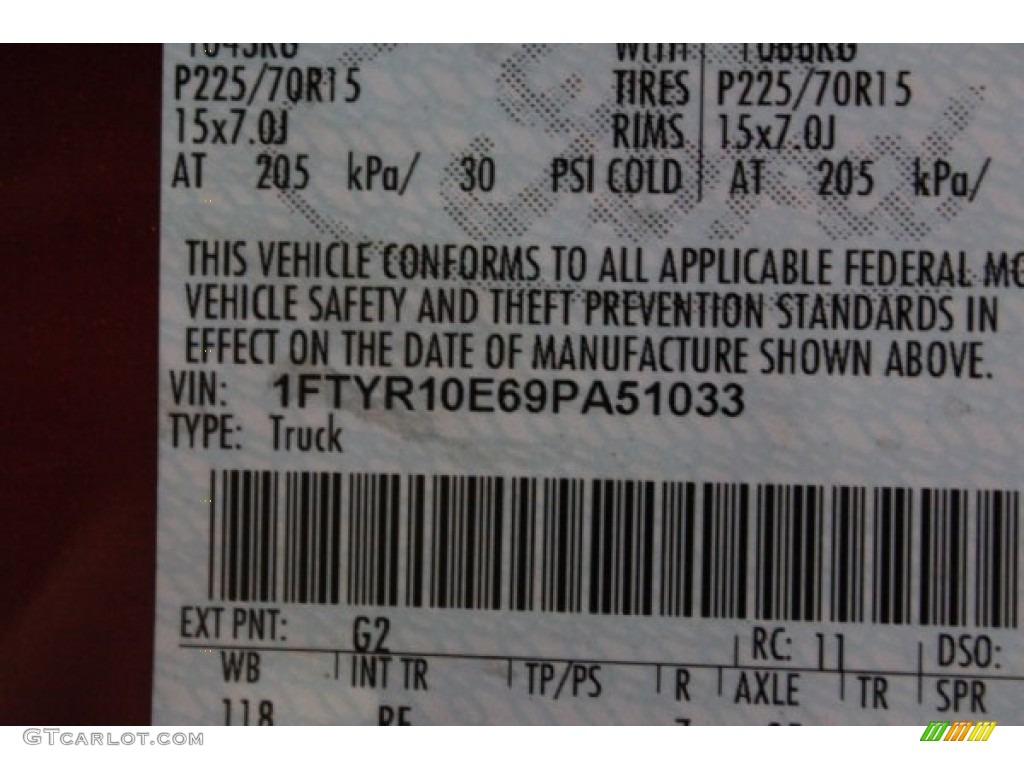 P225/70R15 TIRES P225/70R15
15x7.0J RIMS 15x7.0J
AT 205 kPa/ 30 PSI COLD AT 205 kPa/
THIS VEHICLE CONFORMS TO ALL APPLICABLE FEDERAL MO
VEHICLE SAFETY AND THEFT PREVENTION STANDARDS IN
EFFECT ON THE DATE OF MANUFACTURE SHOWN ABOVE.
VIN: 1FTYR10E69PA51033
TYPE: Truck
EXT PNT: G2 RC: 11 DSO:
WB INT TR TP/PS R AXLE TR SPR
118
GTCARLOT.COM